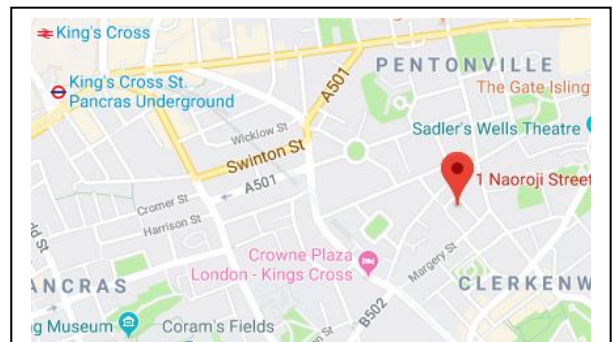 King's Cross
PENTONVILLE
King's Cross St.
Pancras Underground
The Gate Isling
Wicklow St
Sadler's Wells Theatre
Swinton St
A501
A501
1 Naoroji Street
Cromer St
Harrison St
Crowne Plaza
London - Kings Cross
Margery St
ANCRAS
CLERKENW
B502
Museum
Coram's Fields